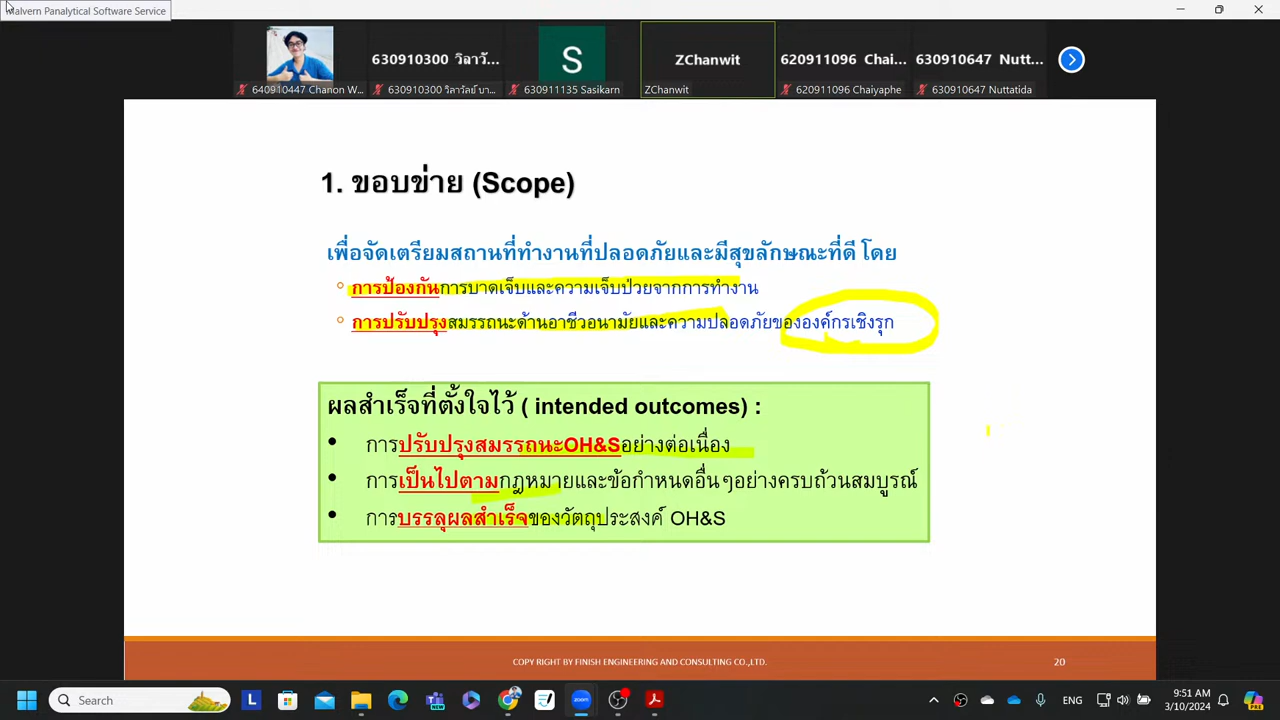 Malvern Panalytical Software Service
630910300 วิลาวั...
S
ZChanwit
620911096 Chai...
630910647 Nutt...
640910447 Chanon W...
630910300 วิลาวัลย์ บา...
630911135 Sasikarn
ZChanwit
620911096 Chaiyaphe
630910647 Nuttatida
1. ขอบข่าย (Scope)
เพื่อจัดเตรียมสถานที่ทำงานที่ปลอดภัยและมีสุขลักษณะที่ดี โดย
การป้องกันการบาดเจ็บและความเจ็บป่วยจากการทำงาน
การปรับปรุงสมรรถนะด้านอาชีวอนามัยและความปลอดภัยขององค์กรเชิงรุก
ผลสำเร็จที่ตั้งใจไว้ ( intended outcomes) :
• การปรับปรุงสมรรถนะOH&Sอย่างต่อเนื่อง
• การเป็นไปตามกฎหมายและข้อกำหนดอื่นๆอย่างครบถ้วนสมบูรณ์
• การบรรลุผลสำเร็จของวัตถุประสงค์ OH&S
COPY RIGHT BY FINISH ENGINEERING AND CONSULTING CO.,LTD.
20
Search
L
zoom
ENG
9:51 AM
3/10/2024